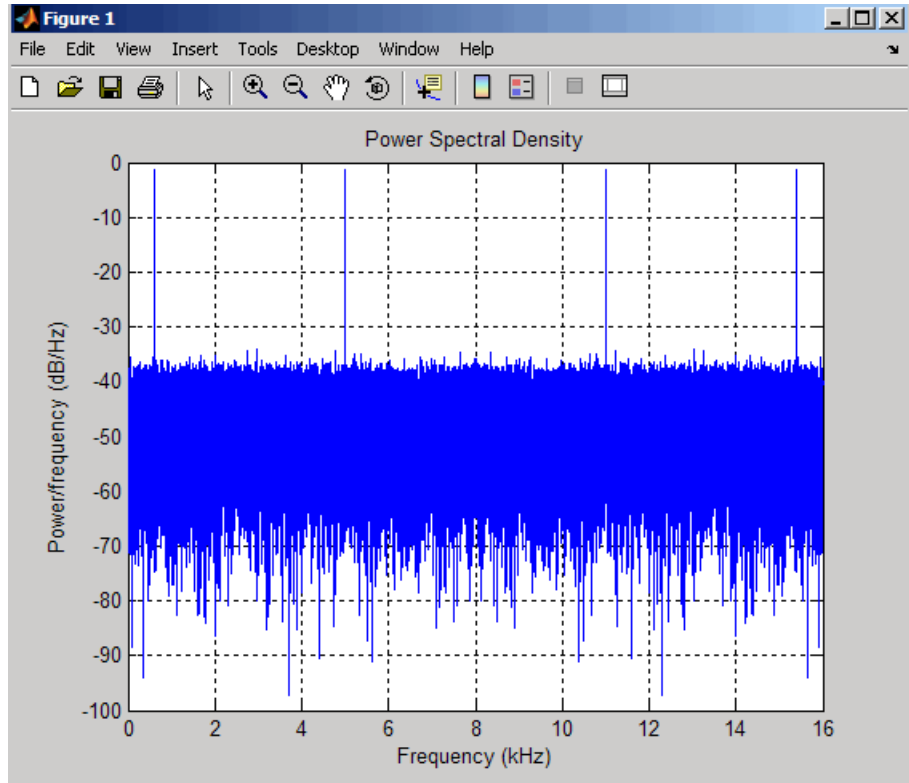 Figure 1
File Edit View Insert Tools Desktop Window Help
Power Spectral Density
0
-10
-20
-30
-40
-50
-60
-70
-80
-90
-100
Power/frequency (dB/Hz)
0 2 4 6 8 10 12 14 16
Frequency (kHz)